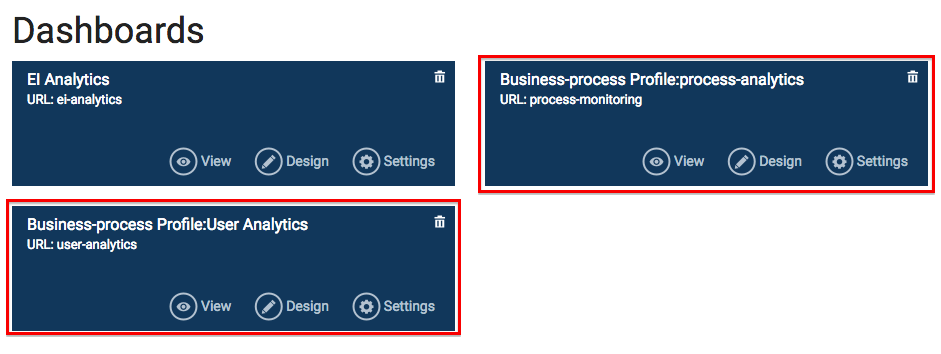 Dashboards
EI Analytics
URL: ei-analytics
View Design Settings
Business-process Profile:process-analytics
URL: process-monitoring
View Design Settings
Business-process Profile:User Analytics
URL: user-analytics
View Design Settings